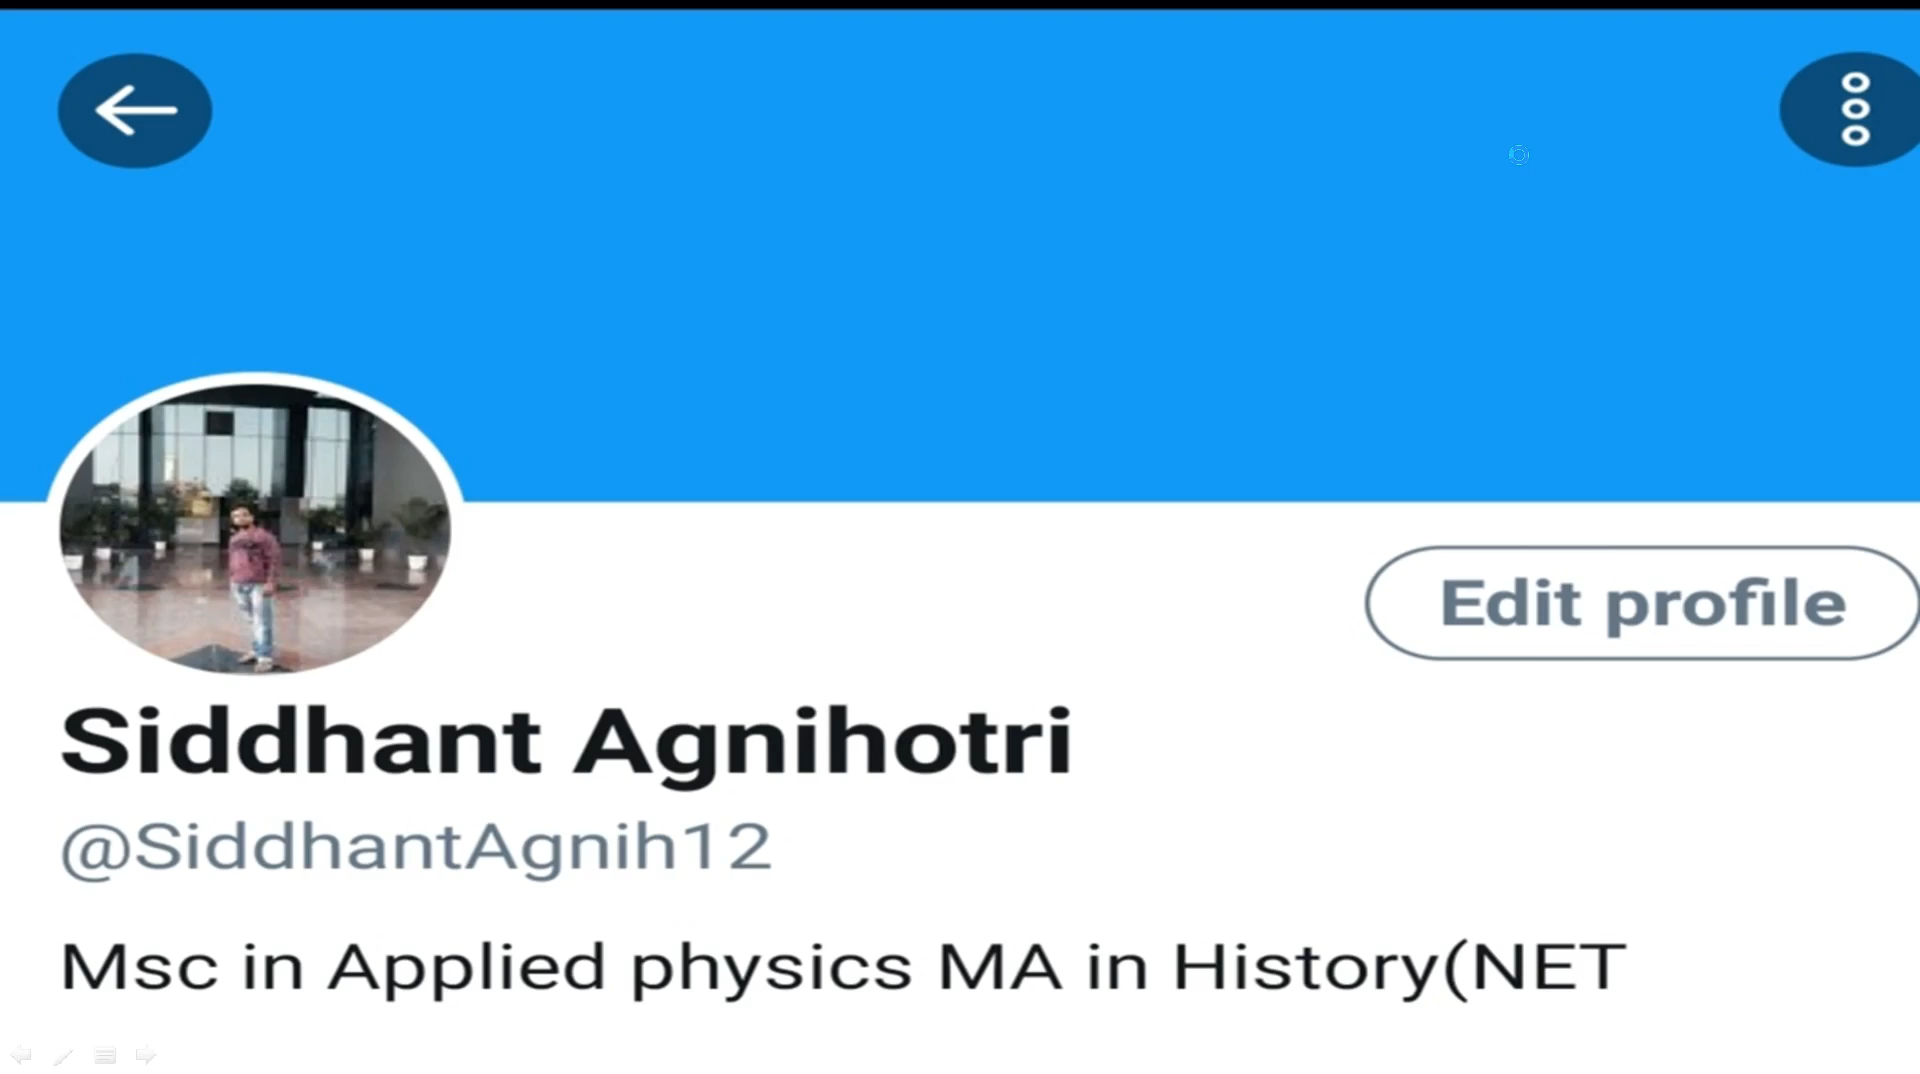 Edit profile
Siddhant Agnihotri
@SiddhantAgnih12
Msc in Applied physics MA in History(NET